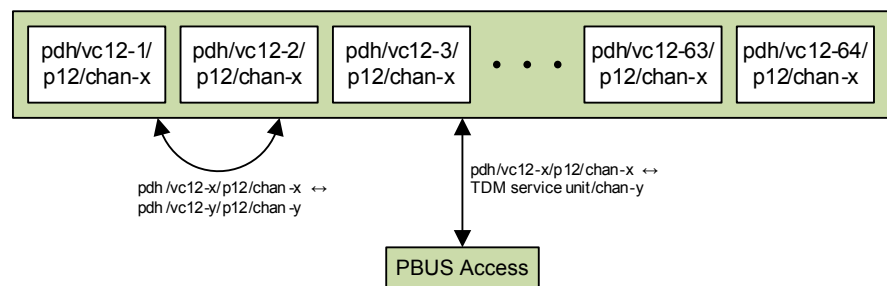 pdh/vc12-1/
p12/chan-x
pdh/vc12-2/
p12/chan-x
pdh/vc12-3/
p12/chan-x
• • •
pdh/vc12-63/
p12/chan-x
pdh/vc12-64/
p12/chan-x
pdh/vc12-x/p12/chan-x ↔
pdh/vc12-y/p12/chan-y
pdh/vc12-x/p12/chan-x ↔
TDM service unit/chan-y
PBUS Access